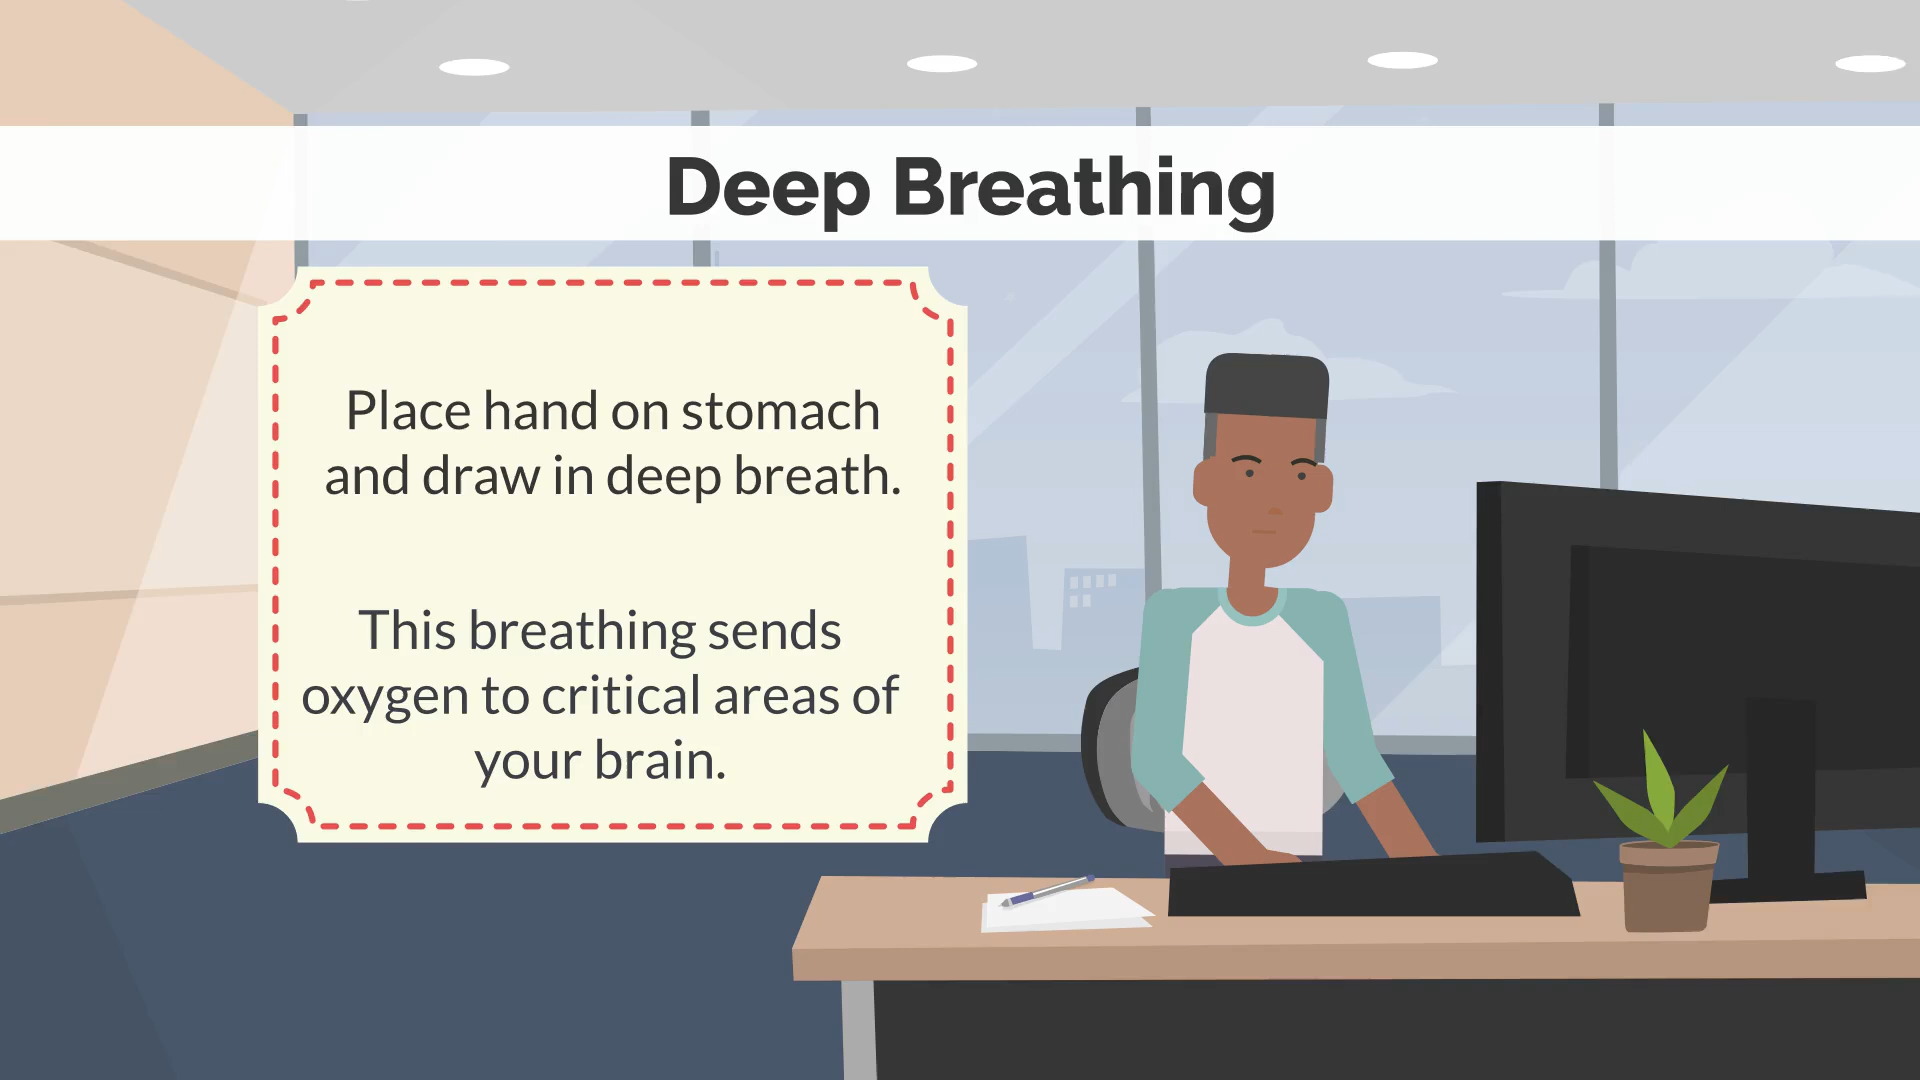 Deep Breathing
Place hand on stomach
and draw in deep breath.
This breathing sends
oxygen to critical areas of
your brain.